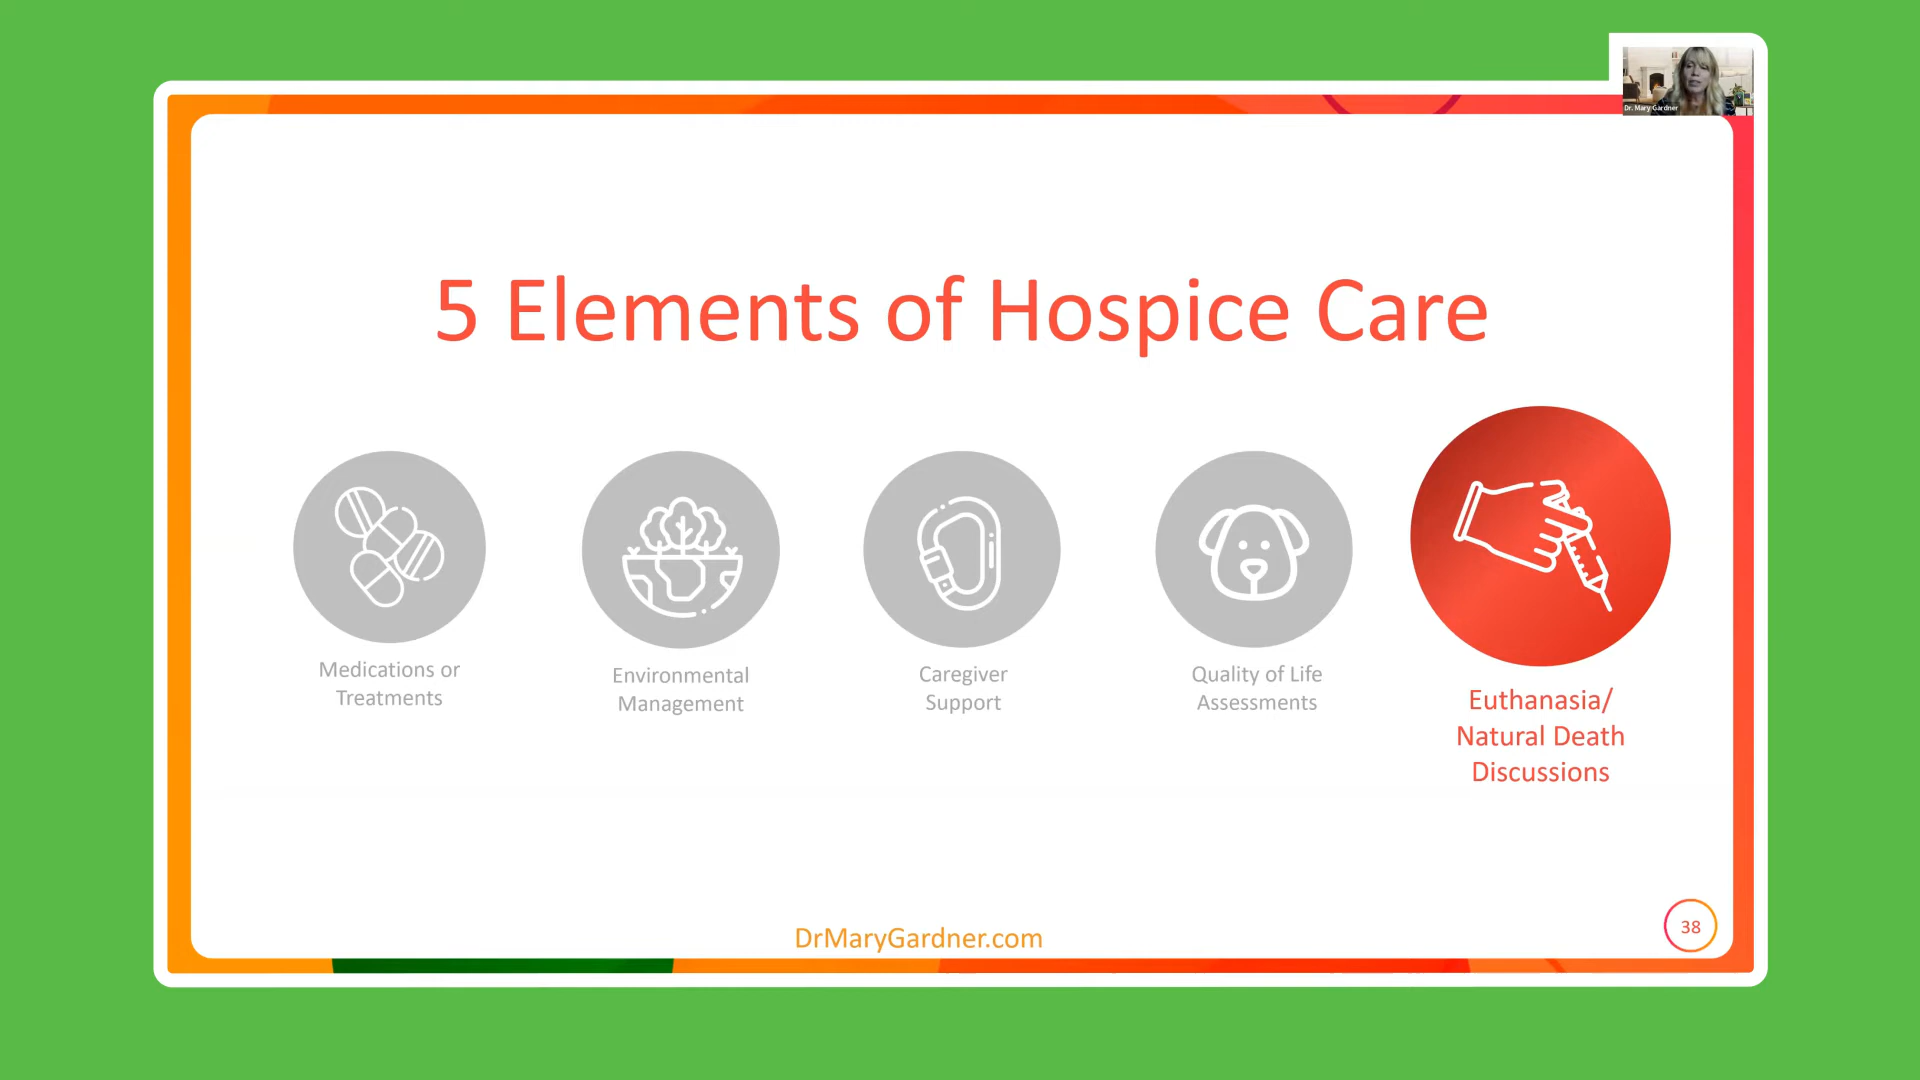 Dr. Mary Gardner
5 Elements of Hospice Care
Medications or
Treatments
Environmental
Management
Caregiver
Support
Quality of Life
Assessments
Euthanasia/
Natural Death
Discussions
DrMaryGardner.com
38